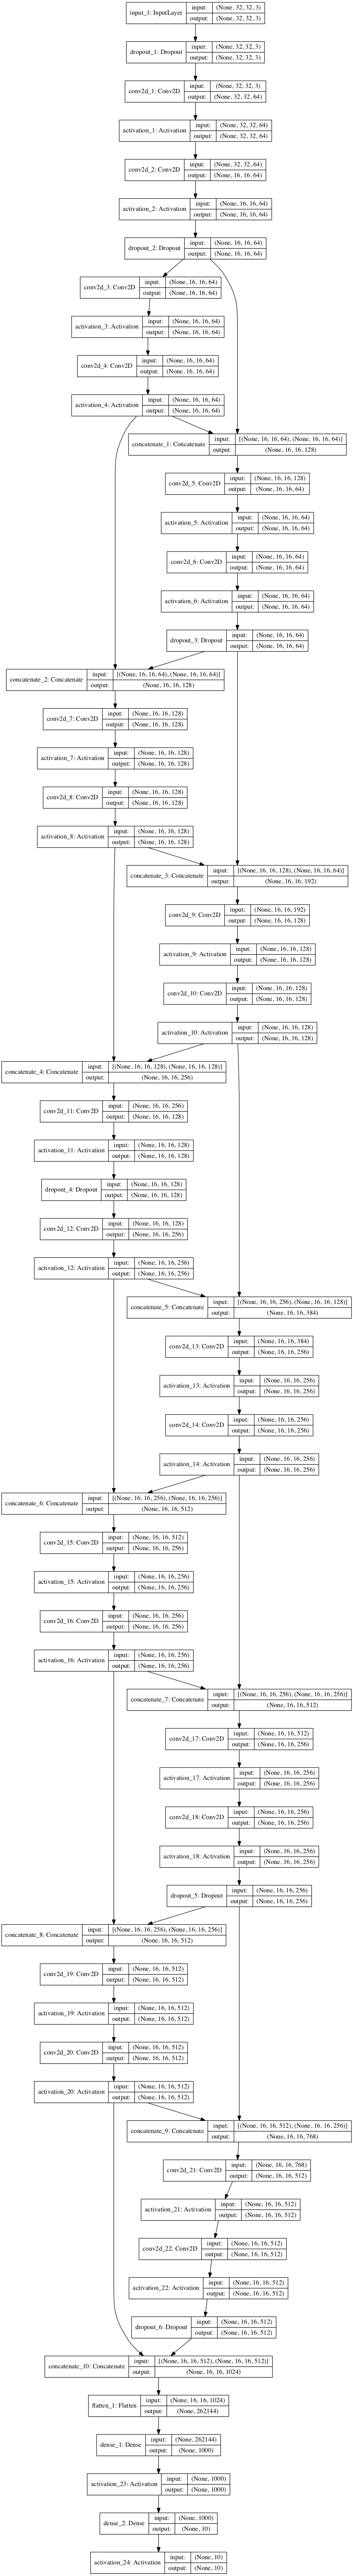 input_1: InputLayer
input: (None, 32, 32, 3)
output: (None, 32, 32, 3)
dropout_1: Dropout
input: (None, 32, 32, 3)
output: (None, 32, 32, 3)
conv2d_1: Conv2D
input: (None, 32, 32, 3)
output: (None, 32, 32, 64)
activation_1: Activation
input: (None, 32, 32, 64)
output: (None, 32, 32, 64)
conv2d_2: Conv2D
input: (None, 32, 32, 64)
output: (None, 16, 16, 64)
activation_2: Activation
input: (None, 16, 16, 64)
output: (None, 16, 16, 64)
dropout_2: Dropout
input: (None, 16, 16, 64)
output: (None, 16, 16, 64)
conv2d_3: Conv2D
input: (None, 16, 16, 64)
output: (None, 16, 16, 64)
activation_3: Activation
input: (None, 16, 16, 64)
output: (None, 16, 16, 64)
conv2d_4: Conv2D
input: (None, 16, 16, 64)
output: (None, 16, 16, 64)
activation_4: Activation
input: (None, 16, 16, 64)
output: (None, 16, 16, 64)
concatenate_1: Concatenate
input: [(None, 16, 16, 64), (None, 16, 16, 64)]
output: (None, 16, 16, 128)
conv2d_5: Conv2D
input: (None, 16, 16, 128)
output: (None, 16, 16, 64)
activation_5: Activation
input: (None, 16, 16, 64)
output: (None, 16, 16, 64)
conv2d_6: Conv2D
input: (None, 16, 16, 64)
output: (None, 16, 16, 64)
activation_6: Activation
input: (None, 16, 16, 64)
output: (None, 16, 16, 64)
dropout_3: Dropout
input: (None, 16, 16, 64)
output: (None, 16, 16, 64)
concatenate_2: Concatenate
input: [(None, 16, 16, 64), (None, 16, 16, 64)]
output: (None, 16, 16, 128)
conv2d_7: Conv2D
input: (None, 16, 16, 128)
output: (None, 16, 16, 128)
activation_7: Activation
input: (None, 16, 16, 128)
output: (None, 16, 16, 128)
conv2d_8: Conv2D
input: (None, 16, 16, 128)
output: (None, 16, 16, 128)
activation_8: Activation
input: (None, 16, 16, 128)
output: (None, 16, 16, 128)
concatenate_3: Concatenate
input: [(None, 16, 16, 128), (None, 16, 16, 64)]
output: (None, 16, 16, 192)
conv2d_9: Conv2D
input: (None, 16, 16, 192)
output: (None, 16, 16, 128)
activation_9: Activation
input: (None, 16, 16, 128)
output: (None, 16, 16, 128)
conv2d_10: Conv2D
input: (None, 16, 16, 128)
output: (None, 16, 16, 128)
activation_10: Activation
input: (None, 16, 16, 128)
output: (None, 16, 16, 128)
concatenate_4: Concatenate
input: [(None, 16, 16, 128), (None, 16, 16, 128)]
output: (None, 16, 16, 256)
conv2d_11: Conv2D
input: (None, 16, 16, 256)
output: (None, 16, 16, 128)
activation_11: Activation
input: (None, 16, 16, 128)
output: (None, 16, 16, 128)
dropout_4: Dropout
input: (None, 16, 16, 128)
output: (None, 16, 16, 128)
conv2d_12: Conv2D
input: (None, 16, 16, 128)
output: (None, 16, 16, 256)
activation_12: Activation
input: (None, 16, 16, 256)
output: (None, 16, 16, 256)
concatenate_5: Concatenate
input: [(None, 16, 16, 256), (None, 16, 16, 128)]
output: (None, 16, 16, 384)
conv2d_13: Conv2D
input: (None, 16, 16, 384)
output: (None, 16, 16, 256)
activation_13: Activation
input: (None, 16, 16, 256)
output: (None, 16, 16, 256)
conv2d_14: Conv2D
input: (None, 16, 16, 256)
output: (None, 16, 16, 256)
activation_14: Activation
input: (None, 16, 16, 256)
output: (None, 16, 16, 256)
concatenate_6: Concatenate
input: [(None, 16, 16, 256), (None, 16, 16, 256)]
output: (None, 16, 16, 512)
conv2d_15: Conv2D
input: (None, 16, 16, 512)
output: (None, 16, 16, 256)
activation_15: Activation
input: (None, 16, 16, 256)
output: (None, 16, 16, 256)
conv2d_16: Conv2D
input: (None, 16, 16, 256)
output: (None, 16, 16, 256)
activation_16: Activation
input: (None, 16, 16, 256)
output: (None, 16, 16, 256)
concatenate_7: Concatenate
input: [(None, 16, 16, 256), (None, 16, 16, 256)]
output: (None, 16, 16, 512)
conv2d_17: Conv2D
input: (None, 16, 16, 512)
output: (None, 16, 16, 256)
activation_17: Activation
input: (None, 16, 16, 256)
output: (None, 16, 16, 256)
conv2d_18: Conv2D
input: (None, 16, 16, 256)
output: (None, 16, 16, 256)
activation_18: Activation
input: (None, 16, 16, 256)
output: (None, 16, 16, 256)
dropout_5: Dropout
input: (None, 16, 16, 256)
output: (None, 16, 16, 256)
concatenate_8: Concatenate
input: [(None, 16, 16, 256), (None, 16, 16, 256)]
output: (None, 16, 16, 512)
conv2d_19: Conv2D
input: (None, 16, 16, 512)
output: (None, 16, 16, 512)
activation_19: Activation
input: (None, 16, 16, 512)
output: (None, 16, 16, 512)
conv2d_20: Conv2D
input: (None, 16, 16, 512)
output: (None, 16, 16, 512)
activation_20: Activation
input: (None, 16, 16, 512)
output: (None, 16, 16, 512)
concatenate_9: Concatenate
input: [(None, 16, 16, 512), (None, 16, 16, 256)]
output: (None, 16, 16, 768)
conv2d_21: Conv2D
input: (None, 16, 16, 768)
output: (None, 16, 16, 512)
activation_21: Activation
input: (None, 16, 16, 512)
output: (None, 16, 16, 512)
conv2d_22: Conv2D
input: (None, 16, 16, 512)
output: (None, 16, 16, 512)
activation_22: Activation
input: (None, 16, 16, 512)
output: (None, 16, 16, 512)
dropout_6: Dropout
input: (None, 16, 16, 512)
output: (None, 16, 16, 512)
concatenate_10: Concatenate
input: [(None, 16, 16, 512), (None, 16, 16, 512)]
output: (None, 16, 16, 1024)
flatten_1: Flatten
input: (None, 16, 16, 1024)
output: (None, 262144)
dense_1: Dense
input: (None, 262144)
output: (None, 1000)
activation_23: Activation
input: (None, 1000)
output: (None, 1000)
dense_2: Dense
input: (None, 1000)
output: (None, 10)
activation_24: Activation
input: (None, 10)
output: (None, 10)